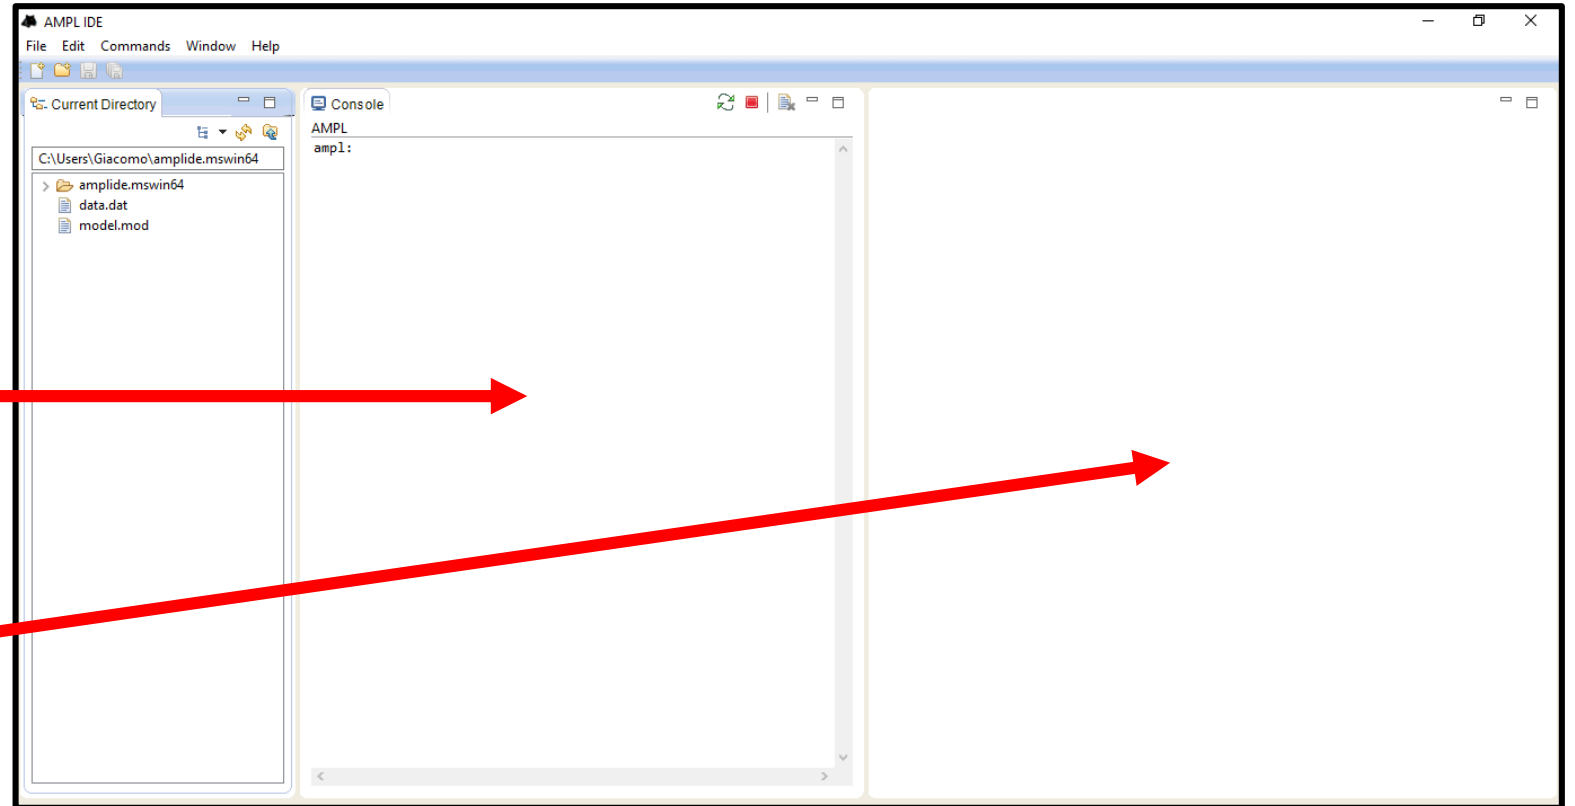 AMPL IDE
File Edit Commands Window Help
Current Directory
Console
AMPL
C:\Users\Giacomo\amplide.mswin64
ampl:
amplide.mswin64
data.dat
model.mod